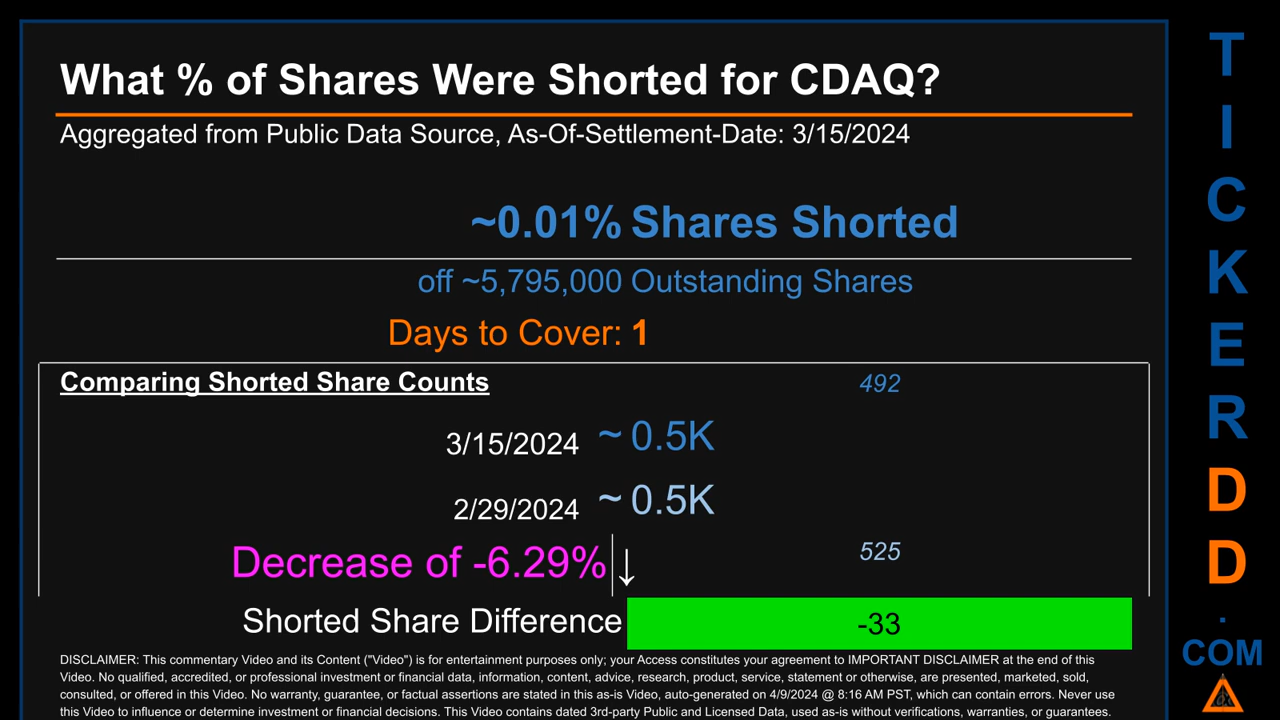 What % of Shares Were Shorted for CDAQ?
Aggregated from Public Data Source, As-Of-Settlement-Date: 3/15/2024
~0.01% Shares Shorted
off ~5,795,000 Outstanding Shares
Days to Cover: 1
Comparing Shorted Share Counts
492
3/15/2024 ~ 0.5K
2/29/2024 ~ 0.5K
525
Decrease of -6.29% ↓
Shorted Share Difference -33
DISCLAIMER: This commentary Video and its Content ("Video") is for entertainment purposes only; your Access constitutes your agreement to IMPORTANT DISCLAIMER at the end of this
Video. No qualified, accredited, or professional investment or financial data, information, content, advice, research, product, service, statement or otherwise, are presented, marketed, sold,
consulted, or offered in this Video. No warranty, guarantee, or factual assertions are stated in this as-is Video, auto-generated on 4/9/2024 @ 8:16 AM PST, which can contain errors. Never use
this Video to influence or determine investment or financial decisions. This Video contains dated 3rd-party Public and Licensed Data, used as-is without verifications, warranties, or guarantees.
T
I
C
K
E
R
D
D
.
COM